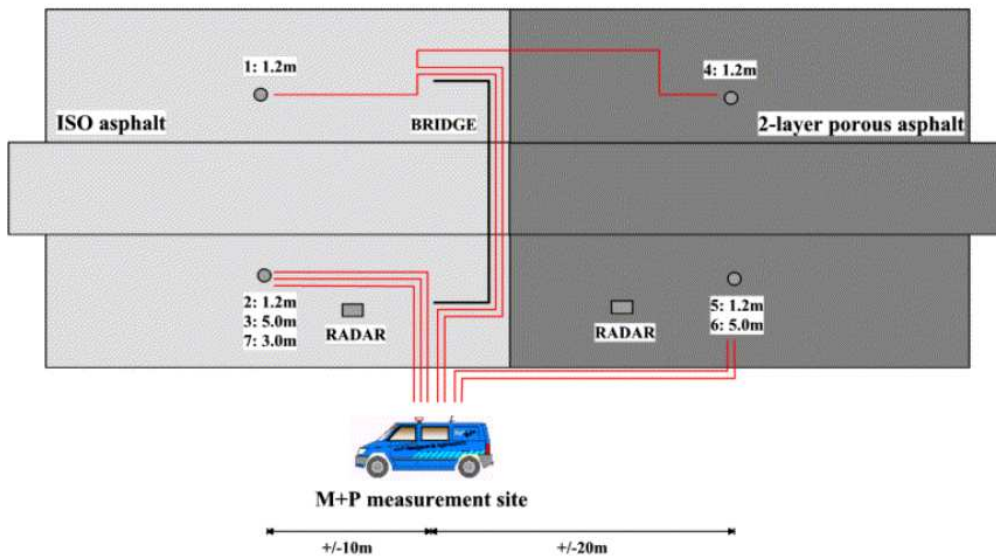 1: 1.2m
4: 1.2m
ISO asphalt
BRIDGE
2-layer porous asphalt
2: 1.2m
3: 5.0m
7: 3.0m
RADAR
RADAR
5: 1.2m
6: 5.0m
M+P measurement site
+/-10m
+/-20m